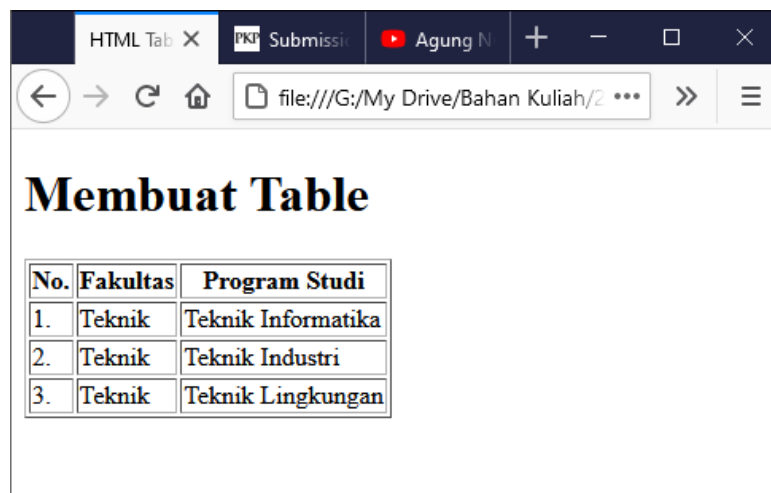 HTML Tab
PKP Submissio
Agung N
file:///G:/My Drive/Bahan Kuliah/2
Membuat Table
No. Fakultas Program Studi
1. Teknik Teknik Informatika
2. Teknik Teknik Industri
3. Teknik Teknik Lingkungan